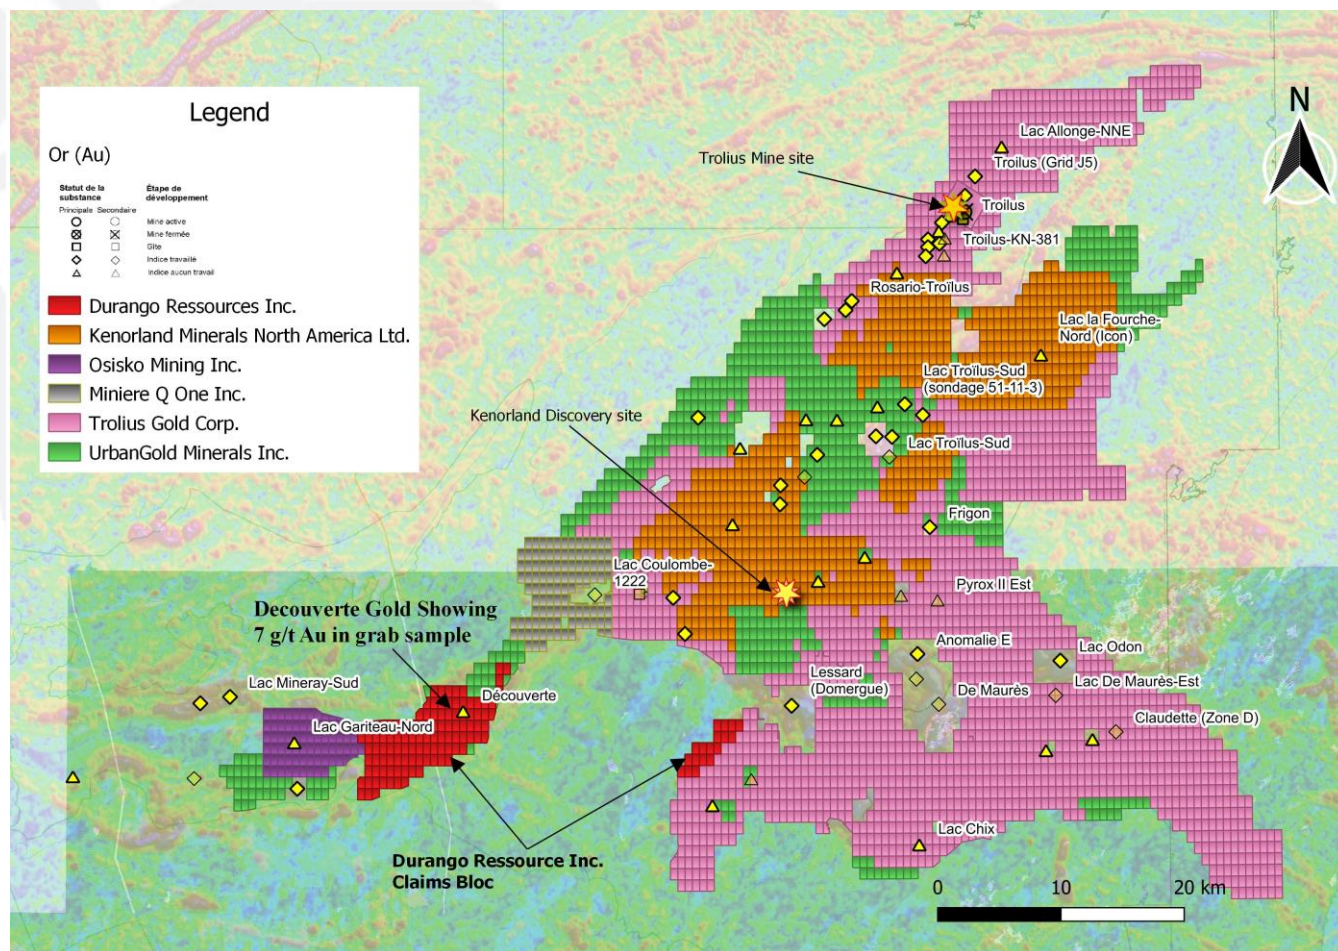 Legend
Or (Au)
Statut de la
substance
Étape de
développement
Principale Secondaire
Mine active
Mine fermée
Gîte
Indice travaillé
Indice aucun travail
Durango Ressources Inc.
Kenorland Minerals North America Ltd.
Osisko Mining Inc.
Miniere Q One Inc.
Trolius Gold Corp.
UrbanGold Minerals Inc.
N
Lac Allonge-NNE
Trolius Mine site
Troilus (Grid J5)
Troilus
Troilus-KN-381
Rosario-Troïlus
Lac la Fourche-
Nord (Icon)
Lac Troïlus-Sud
(sondage 51-11-3)
Kenorland Discovery site
Lac Troïlus-Sud
Frigon
Lac Coulombe-
1222
Pyrox II Est
Decouverte Gold Showing
7 g/t Au in grab sample
Anomalie E
Lac Odon
Lac Mineray-Sud
Découverte
Lessard
(Domergue)
De Maurès
Lac De Maurès-Est
Lac Gariteau-Nord
Claudette (Zone D)
Lac Chix
Durango Ressource Inc.
Claims Bloc
0 10 20 km